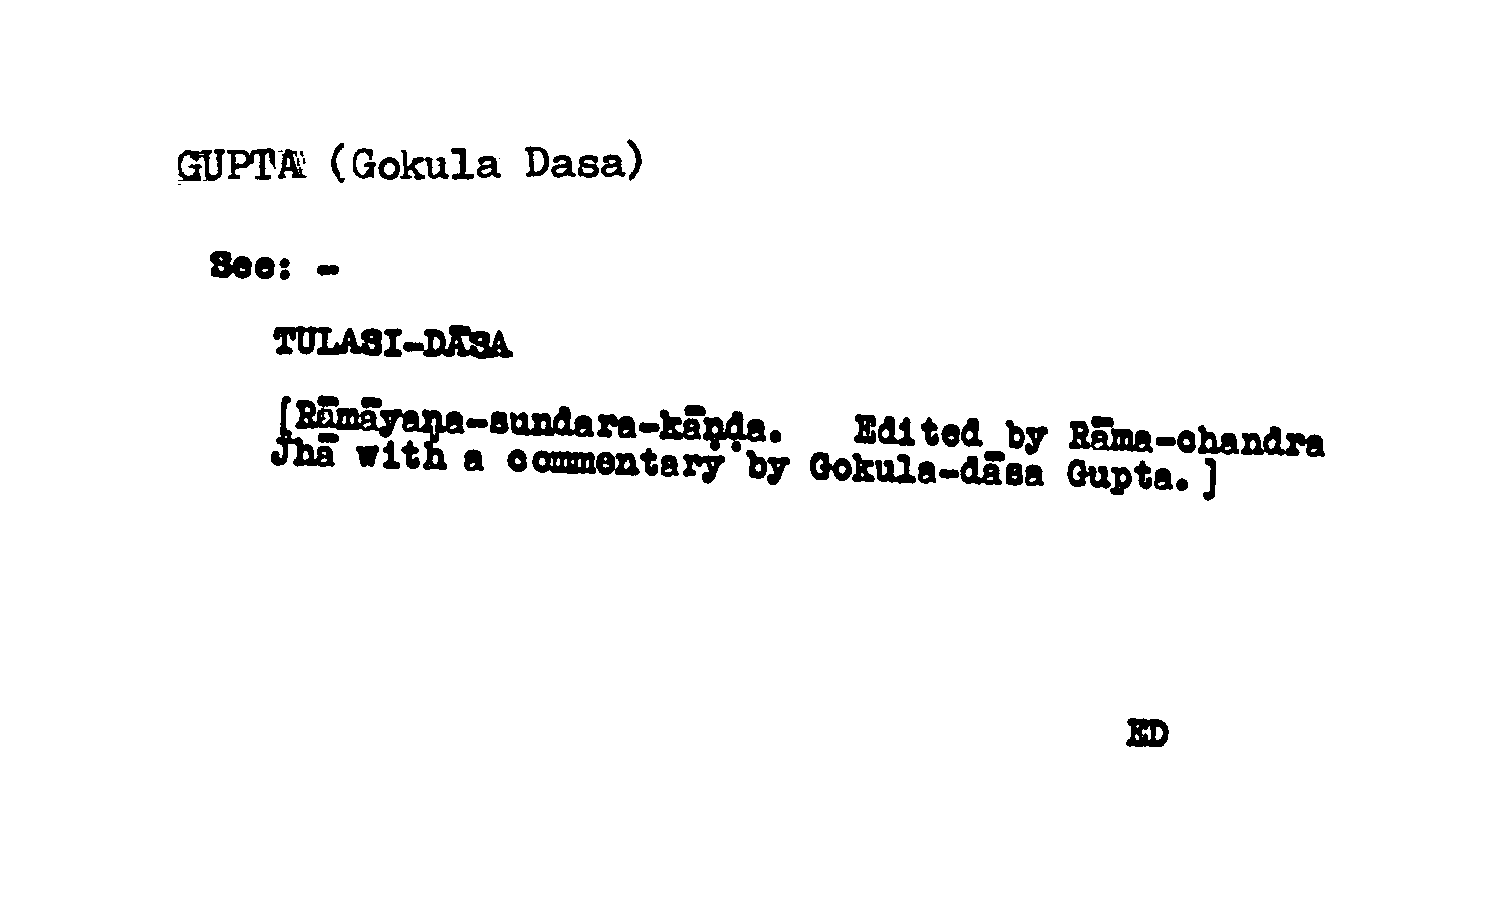 GUPTA (Gokula Dasa)
See: -
TULASI-DĀSA
[Rāmāyaṇa-sundara-kāṇḍa. Edited by Rāma-chandra
Jhā with a commentary by Gokula-dāsa Gupta.]
ED